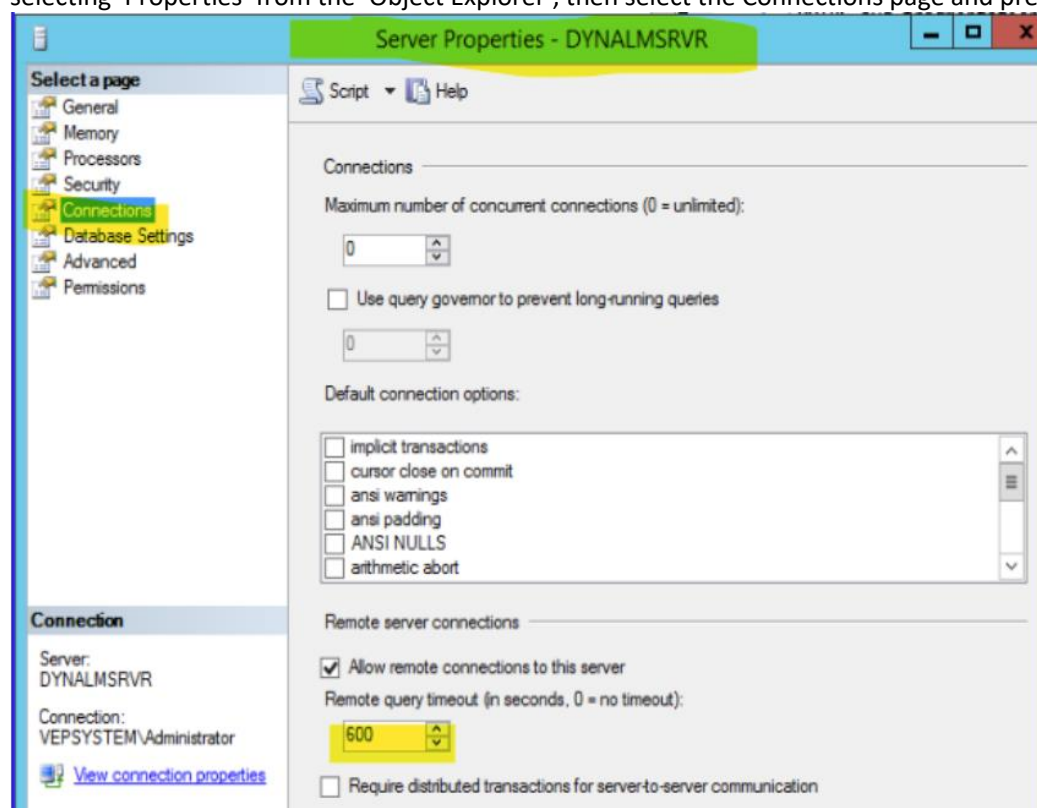 selecting 'Properties' from the 'Object Explorer', then select the Connections page and pre
Server Properties - DYNALMSRVR
Select a page
General
Memory
Processors
Security
Connections
Database Settings
Advanced
Permissions
Script Help
Connections
Maximum number of concurrent connections (0 = unlimited):
0
Use query governor to prevent long-running queries
0
Default connection options:
implicit transactions
cursor close on commit
ansi warnings
ansi padding
ANSI NULLS
arithmetic abort
Connection
Server:
DYNALMSRVR
Connection:
VEPSYSTEM\Administrator
View connection properties
Remote server connections
Allow remote connections to this server
Remote query timeout (in seconds, 0 = no timeout):
600
Require distributed transactions for server-to-server communication